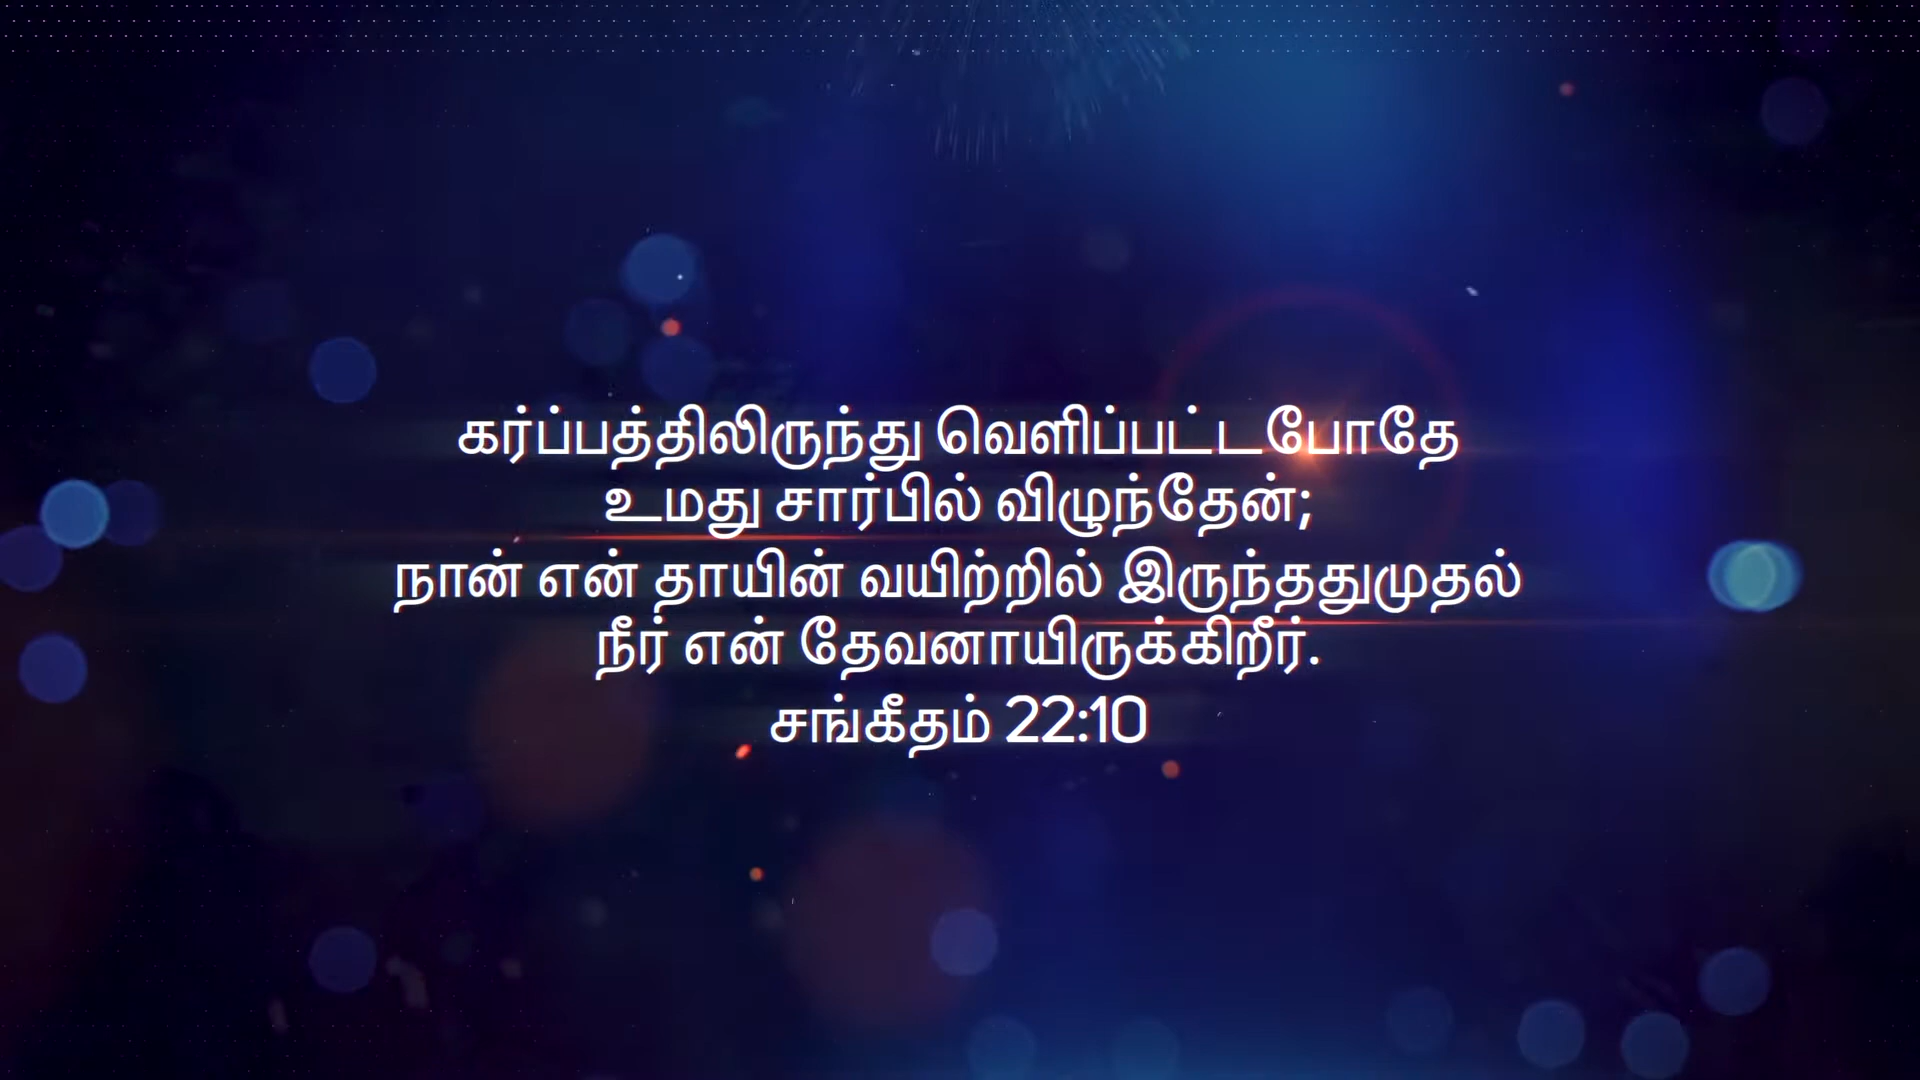 கர்ப்பத்திலிருந்து வெளிப்பட்டபோதே
உமது சார்பில் விழுந்தேன்;
நான் என் தாயின் வயிற்றில் இருந்ததுமுதல்
நீர் என் தேவனாயிருக்கிறீர்.
சங்கீதம் 22:10